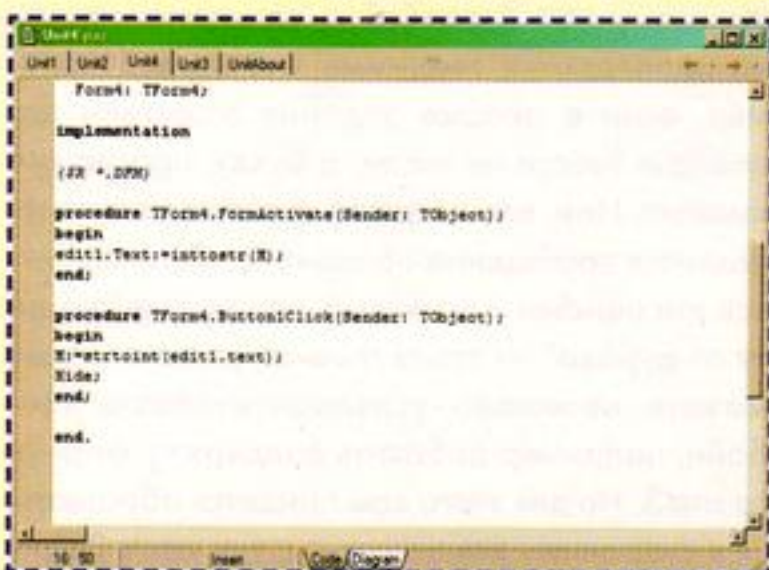 Unit4.pas
Unit1 Unit2 Unit4 Unit3 UnitAbout
Form4: TForm4;
implementation
{$R *.DFM}
procedure TForm4.FormActivate(Sender: TObject);
begin
edit1.Text:=inttostr(M);
end;
procedure TForm4.Button1Click(Sender: TObject);
begin
M:=strtoint(edit1.text);
Hide;
end;
end.
16: 50 Insert Code Diagram